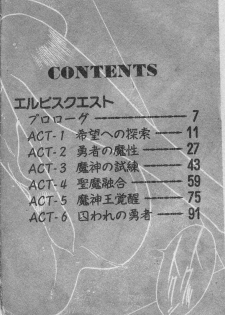 CONTENTS
エルピスクエスト
プロローグ 7
ACT-1 希望への探索 11
ACT-2 勇者の魔性 27
ACT-3 魔神の試練 43
ACT-4 聖魔融合 59
ACT-5 魔神王覚醒 75
ACT-6 囚われの勇者 91